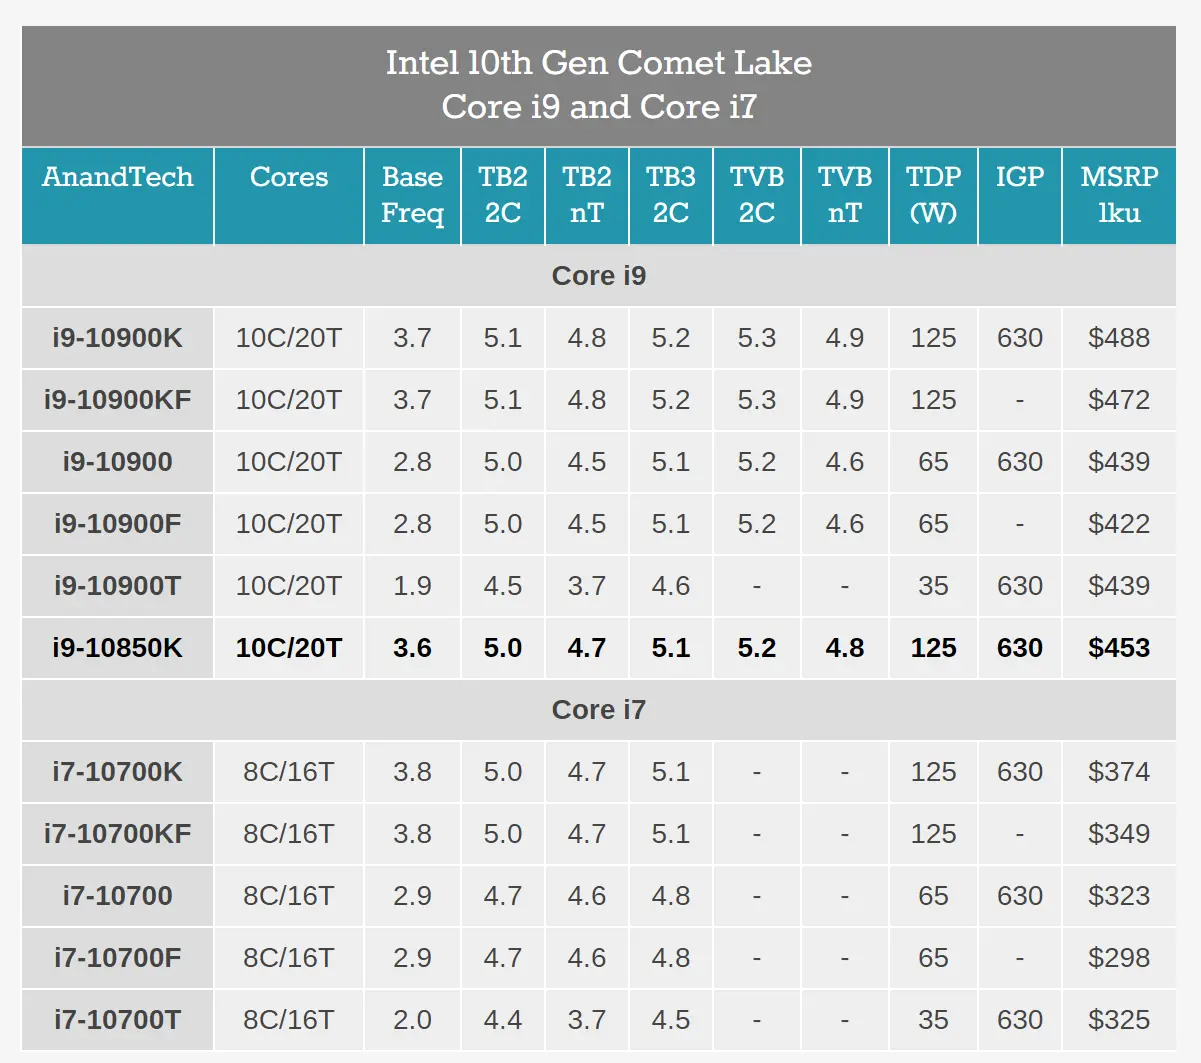 Intel 10th Gen Comet Lake
Core i9 and Core i7
AnandTech Cores Base Freq TB2 2C TB2 nT TB3 2C TVB 2C TVB nT TDP (W) IGP MSRP 1ku
Core i9
i9-10900K 10C/20T 3.7 5.1 4.8 5.2 5.3 4.9 125 630 $488
i9-10900KF 10C/20T 3.7 5.1 4.8 5.2 5.3 4.9 125 - $472
i9-10900 10C/20T 2.8 5.0 4.5 5.1 5.2 4.6 65 630 $439
i9-10900F 10C/20T 2.8 5.0 4.5 5.1 5.2 4.6 65 - $422
i9-10900T 10C/20T 1.9 4.5 3.7 4.6 - - 35 630 $439
i9-10850K 10C/20T 3.6 5.0 4.7 5.1 5.2 4.8 125 630 $453
Core i7
i7-10700K 8C/16T 3.8 5.0 4.7 5.1 - - 125 630 $374
i7-10700KF 8C/16T 3.8 5.0 4.7 5.1 - - 125 - $349
i7-10700 8C/16T 2.9 4.7 4.6 4.8 - - 65 630 $323
i7-10700F 8C/16T 2.9 4.7 4.6 4.8 - - 65 - $298
i7-10700T 8C/16T 2.0 4.4 3.7 4.5 - - 35 630 $325